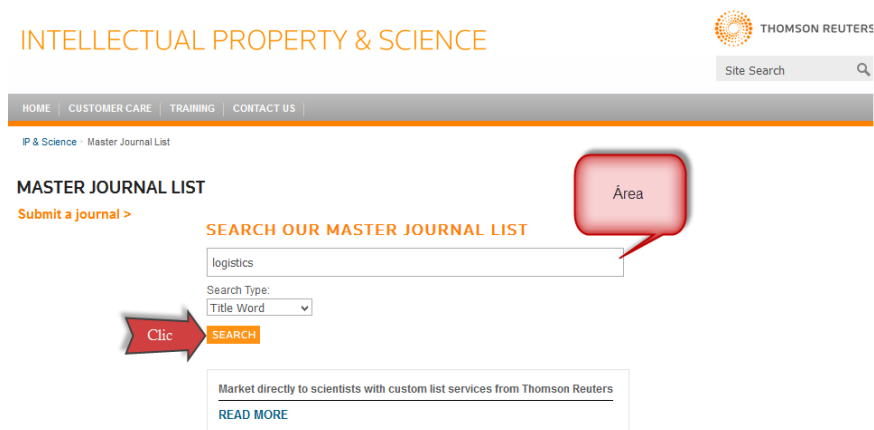 INTELLECTUAL PROPERTY & SCIENCE
THOMSON REUTERS
Site Search
HOME CUSTOMER CARE TRAINING CONTACT US
IP & Science · Master Journal List
MASTER JOURNAL LIST
Área
Submit a journal >
SEARCH OUR MASTER JOURNAL LIST
logistics
Search Type:
Title Word
Clic
SEARCH
Market directly to scientists with custom list services from Thomson Reuters
READ MORE